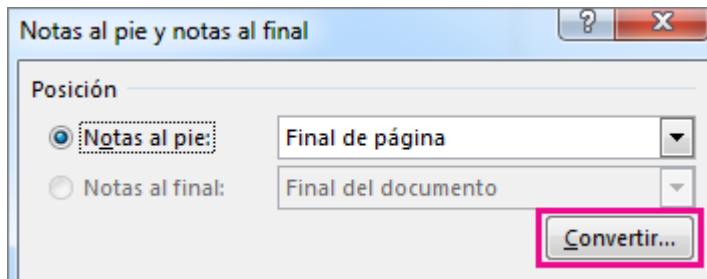 Notas al pie y notas al final
Posición
Notas al pie: Final de página
Notas al final: Final del documento
Convertir...